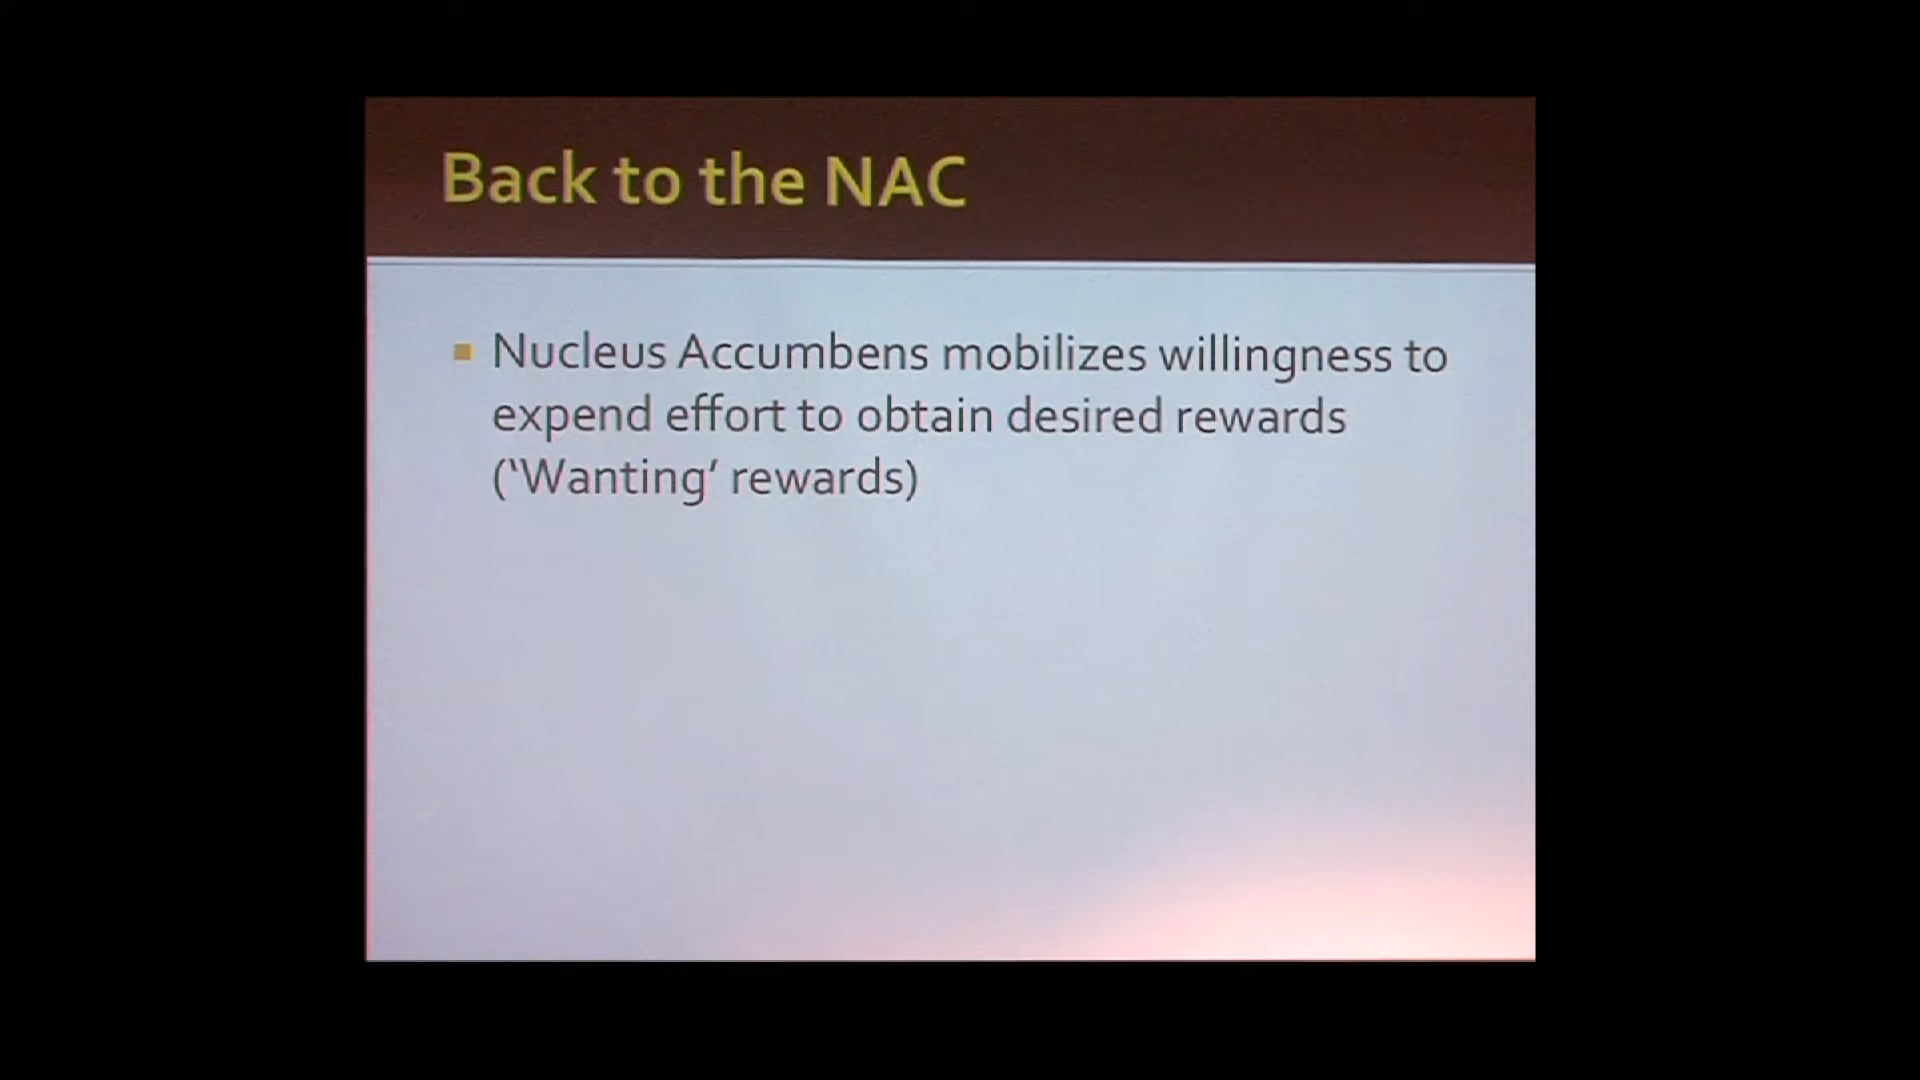 Back to the NAC
Nucleus Accumbens mobilizes willingness to
expend effort to obtain desired rewards
(‘Wanting’ rewards)